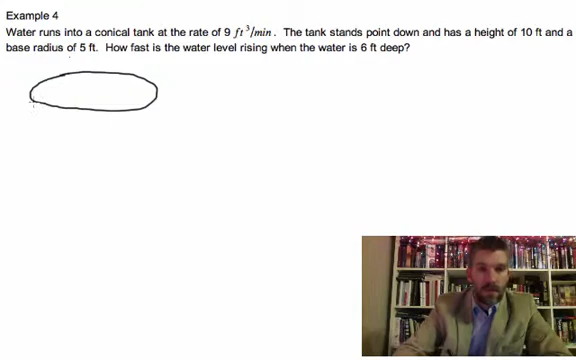 Example 4
Water runs into a conical tank at the rate of 9 ft³/min. The tank stands point down and has a height of 10 ft and a
base radius of 5 ft. How fast is the water level rising when the water is 6 ft deep?